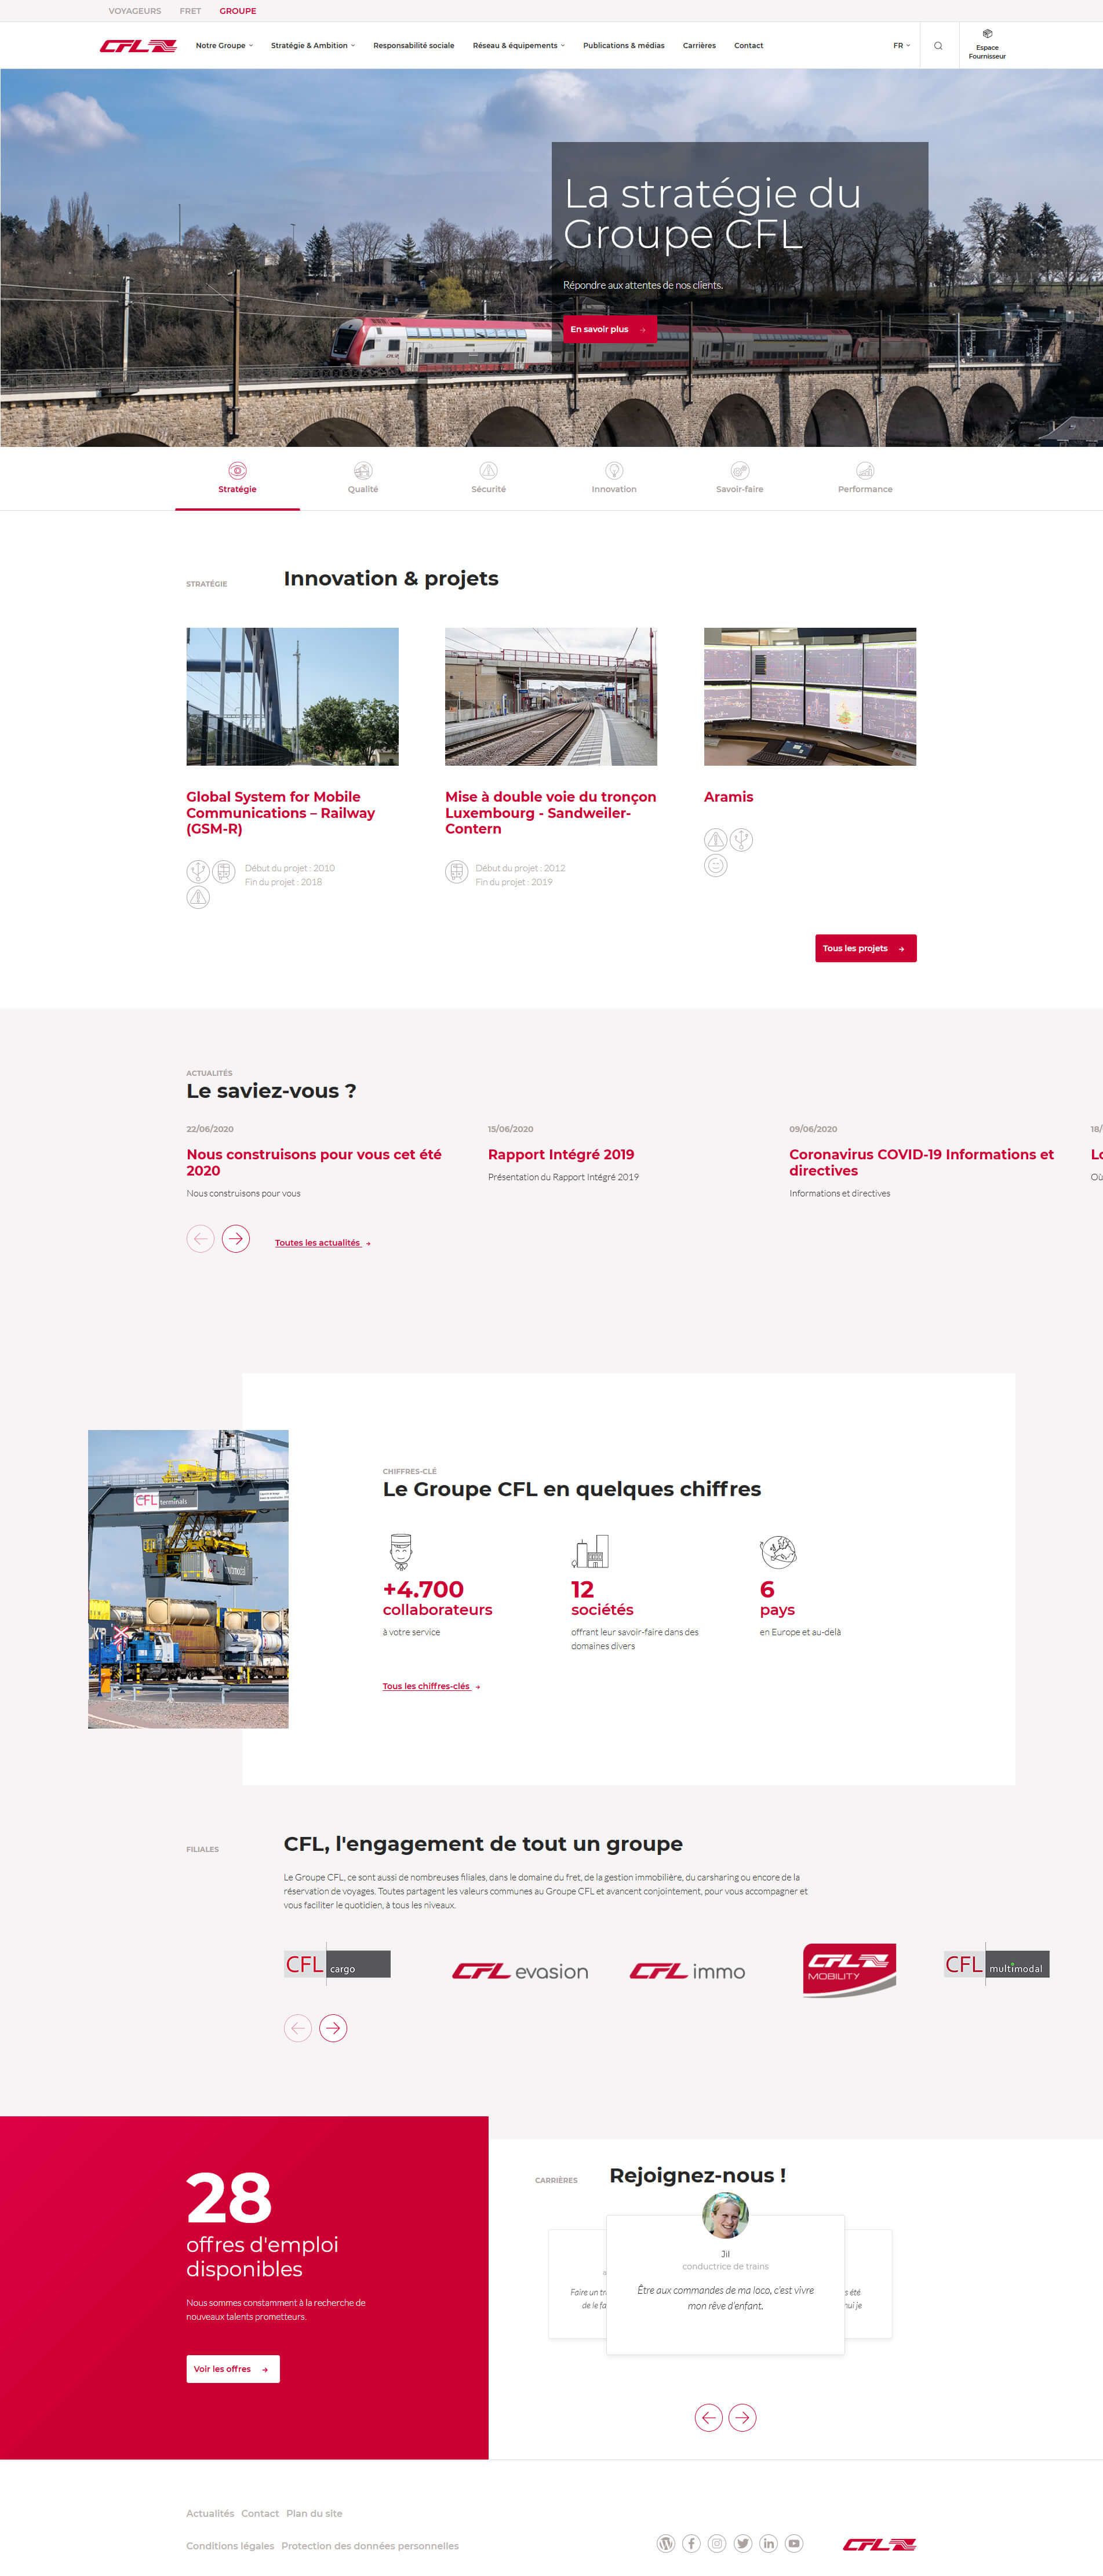 VOYAGEURS FRET GROUPE
CFL Notre Groupe Stratégie & Ambition Responsabilité sociale Réseau & équipements Publications & médias Carrières Contact FR Espace
Fournisseur
La stratégie du
Groupe CFL
Répondre aux attentes de nos clients.
En savoir plus
Stratégie Qualité Sécurité Innovation Savoir-faire Performance
STRATÉGIE Innovation & projets
Global System for Mobile
Communications – Railway
(GSM-R)
Début du projet : 2010
Fin du projet : 2018
Mise à double voie du tronçon
Luxembourg - Sandweiler-
Contern
Début du projet : 2012
Fin du projet : 2019
Aramis
Tous les projets
ACTUALITÉS
Le saviez-vous ?
22/06/2020
Nous construisons pour vous cet été
2020
Nous construisons pour vous
15/06/2020
Rapport Intégré 2019
Présentation du Rapport Intégré 2019
09/06/2020
Coronavirus COVID-19 Informations et
directives
Informations et directives
18/
Lo
Où
Toutes les actualités
CFL terminals
CFL multimodal
CHIFFRES-CLÉ
Le Groupe CFL en quelques chiffres
+4.700
collaborateurs
à votre service
12
sociétés
offrant leur savoir-faire dans des
domaines divers
6
pays
en Europe et au-delà
Tous les chiffres-clés
FILIALES CFL, l'engagement de tout un groupe
Le Groupe CFL, ce sont aussi de nombreuses filiales, dans le domaine du fret, de la gestion immobilière, du carsharing ou encore de la
réservation de voyages. Toutes partagent les valeurs communes au Groupe CFL et avancent conjointement, pour vous accompagner et
vous faciliter le quotidien, à tous les niveaux.
CFL cargo
CFL evasion
CFL immo
CFL
MOBILITY
CFL multimodal
28
offres d'emploi
disponibles
Nous sommes constamment à la recherche de
nouveaux talents prometteurs.
Voir les offres
CARRIÈRES Rejoignez-nous !
Jil
conductrice de trains
Être aux commandes de ma loco, c'est vivre
mon rêve d'enfant.
Faire un tr
de le fa
s été
nui je
Actualités Contact Plan du site
Conditions légales Protection des données personnelles
CFL